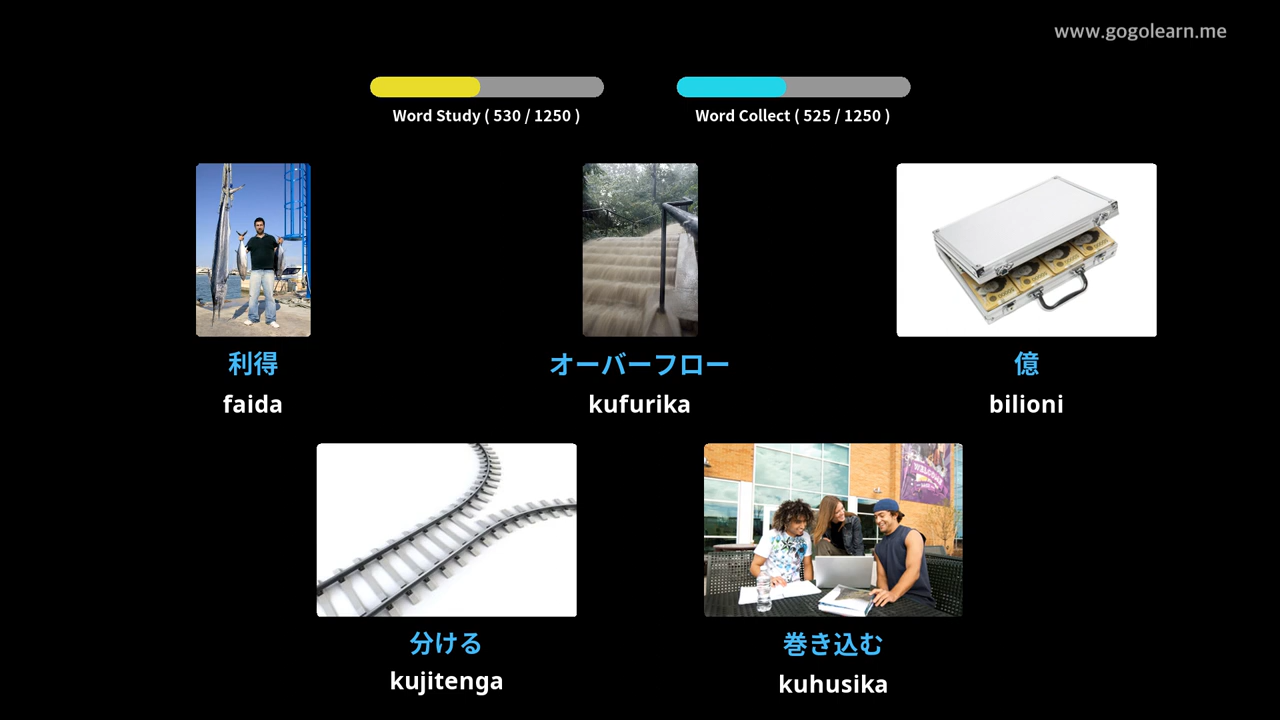 www.gogolearn.me
Word Study ( 530 / 1250 )
Word Collect ( 525 / 1250 )
利得
faida
オーバーフロー
kufurika
億
bilioni
WELCOME
分ける
kujitenga
巻き込む
kuhusika